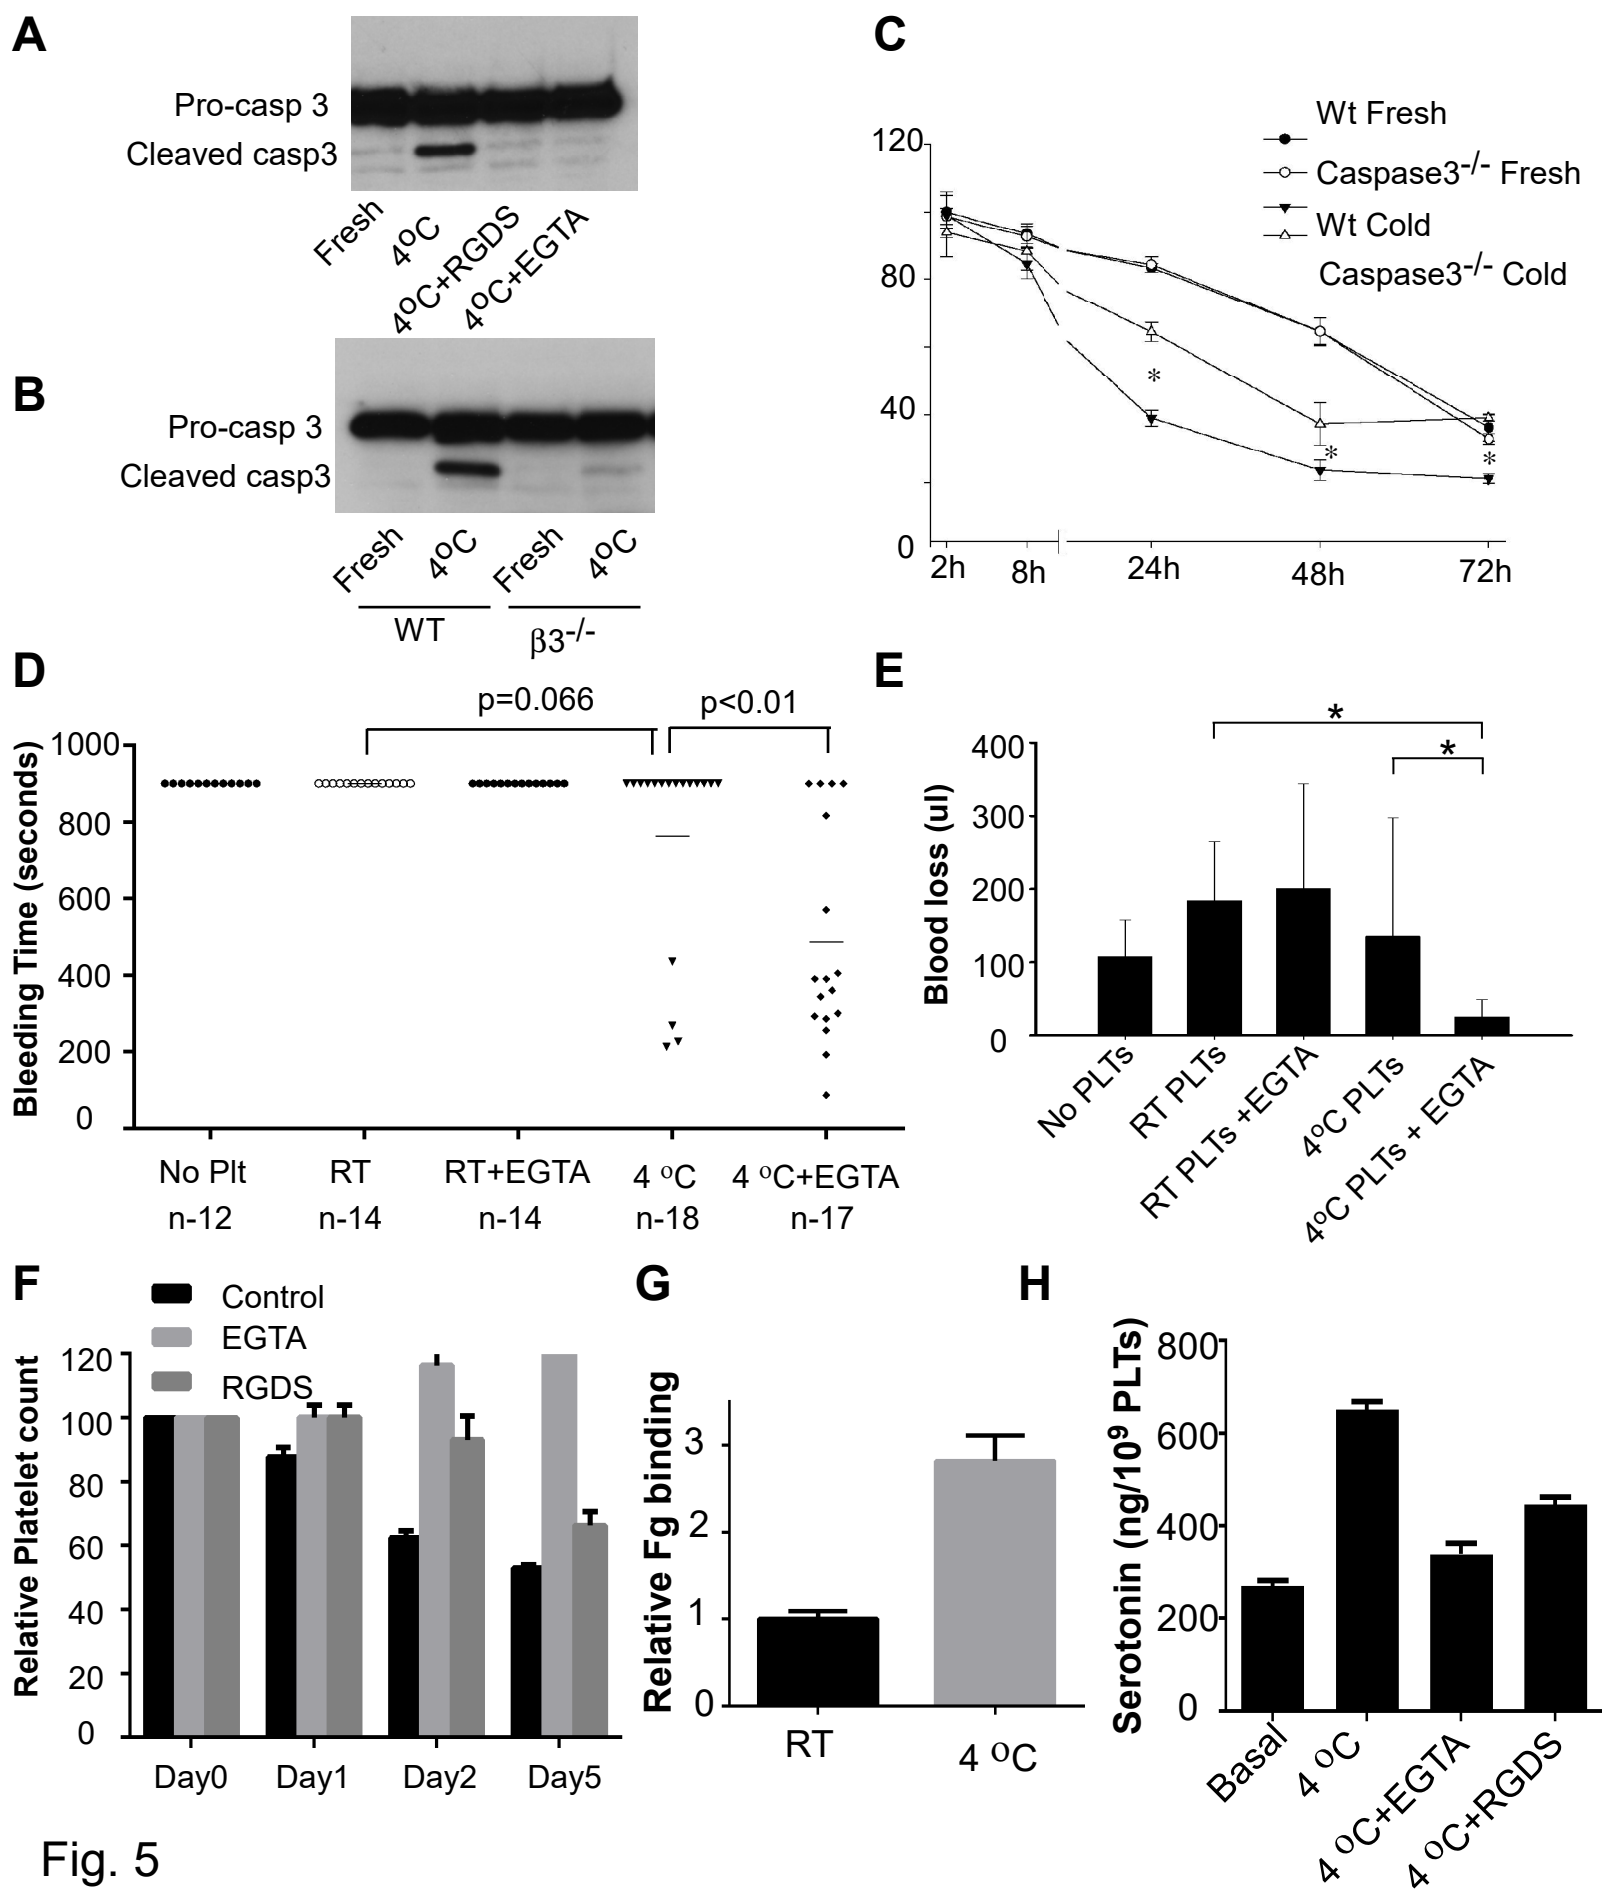 A
Pro-casp 3
Cleaved casp3
Fresh
4ºC
4ºC+RGDS
4ºC+EGTA
B
Pro-casp 3
Cleaved casp3
Fresh
4ºC
Fresh
4ºC
WT
β3-/-
C
Wt Fresh
Caspase3-/- Fresh
Wt Cold
Caspase3-/- Cold
120
80
40
0
*
*
*
2h
8h
24h
48h
72h
D
p=0.066
p<0.01
Bleeding Time (seconds)
1000
800
600
400
200
0
No Plt
RT
RT+EGTA
4 ºC
4 ºC+EGTA
n-12
n-14
n-14
n-18
n-17
E
*
*
Blood loss (ul)
400
300
200
100
0
No PLTs
RT PLTs
RT PLTs +EGTA
4ºC PLTs
4ºC PLTs + EGTA
F
Control
EGTA
RGDS
Relative Platelet count
120
100
80
60
40
20
0
Day0
Day1
Day2
Day5
G
Relative Fg binding
3
2
1
0
RT
4 ºC
H
Serotonin (ng/10⁹ PLTs)
800
600
400
200
0
Basal
4 ºC
4 ºC+EGTA
4 ºC+RGDS
Fig. 5